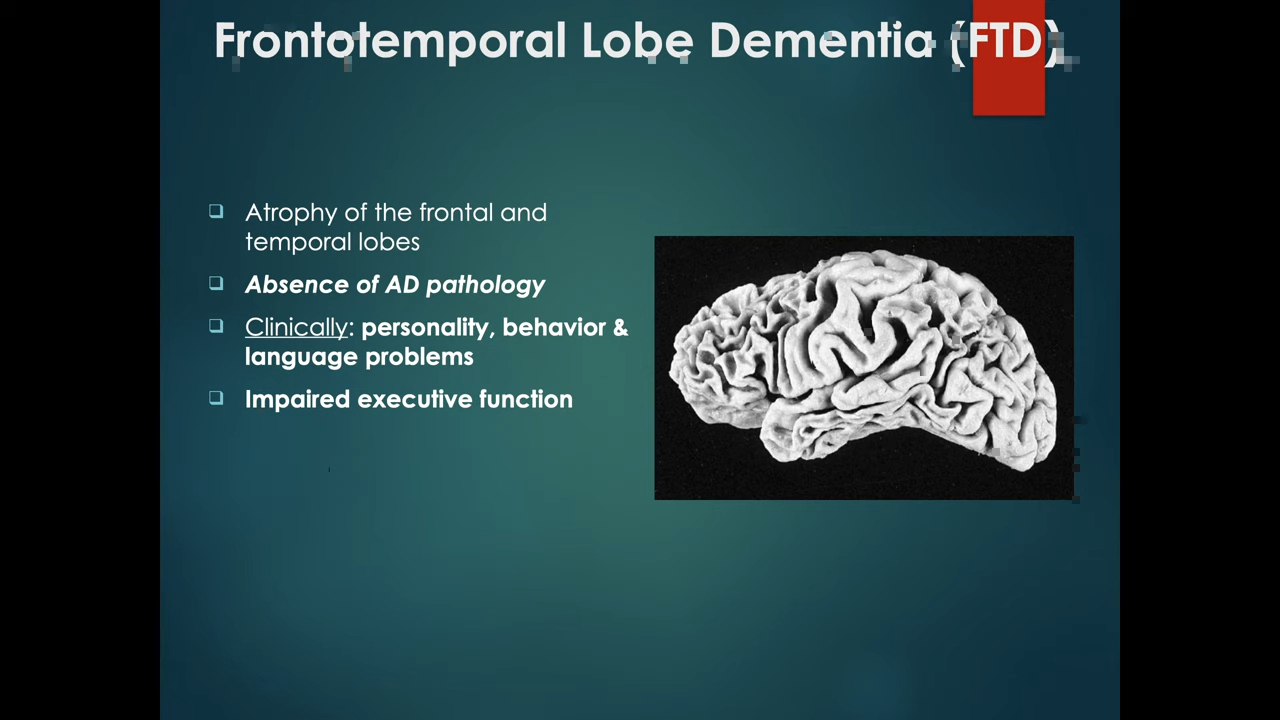 Frontotemporal Lobe Dementia (FTD)
Atrophy of the frontal and
temporal lobes
Absence of AD pathology
Clinically: personality, behavior &
language problems
Impaired executive function